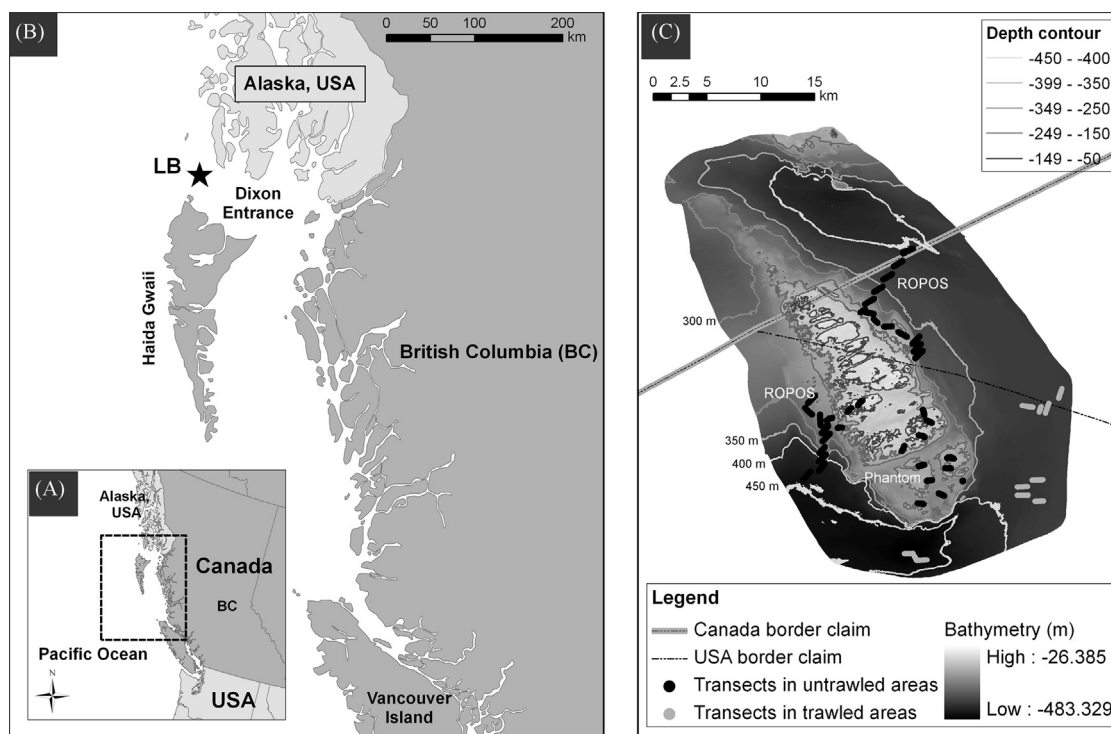 (B)
0 50 100 200
km
Alaska, USA
LB
Dixon
Entrance
Haida Gwaii
British Columbia (BC)
Vancouver
Island
(A)
Alaska,
USA
Canada
BC
Pacific Ocean
N
USA
(C)
0 2.5 5 10 15
km
Depth contour
-450 - -400
-399 - -350
-349 - -250
-249 - -150
-149 - -50
ROPOS
300 m
ROPOS
350 m
400 m
450 m
Phantom
Legend
Canada border claim
USA border claim
Transects in untrawled areas
Transects in trawled areas
Bathymetry (m)
High : -26.385
Low : -483.329